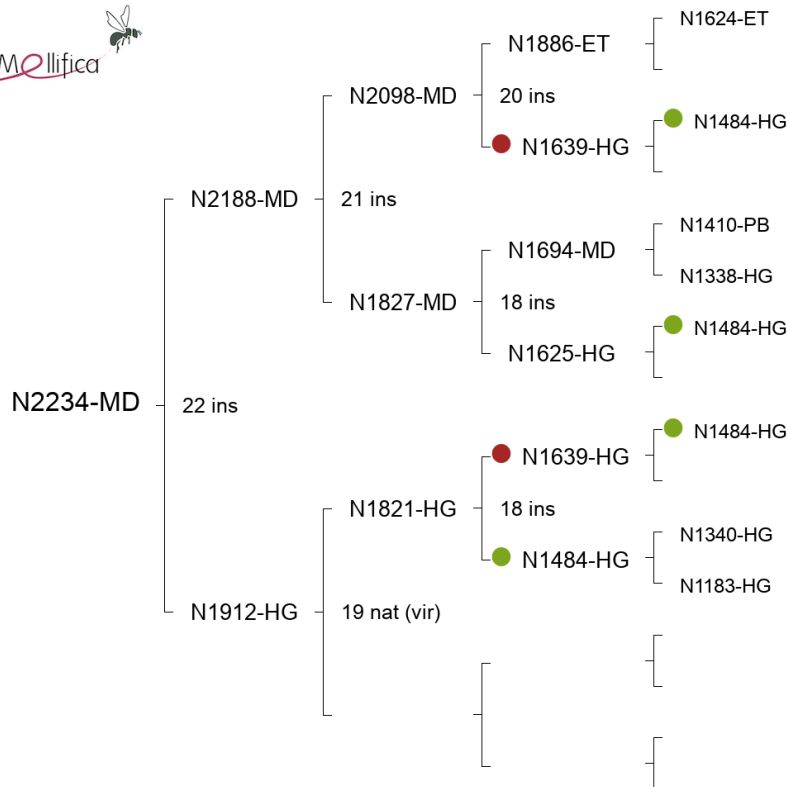 Mellifica
N1624-ET
N1886-ET
N2098-MD
20 ins
N1484-HG
N1639-HG
N2188-MD
21 ins
N1410-PB
N1694-MD
N1338-HG
N1827-MD
18 ins
N1484-HG
N1625-HG
N2234-MD
22 ins
N1484-HG
N1639-HG
N1821-HG
18 ins
N1340-HG
N1484-HG
N1183-HG
N1912-HG
19 nat (vir)